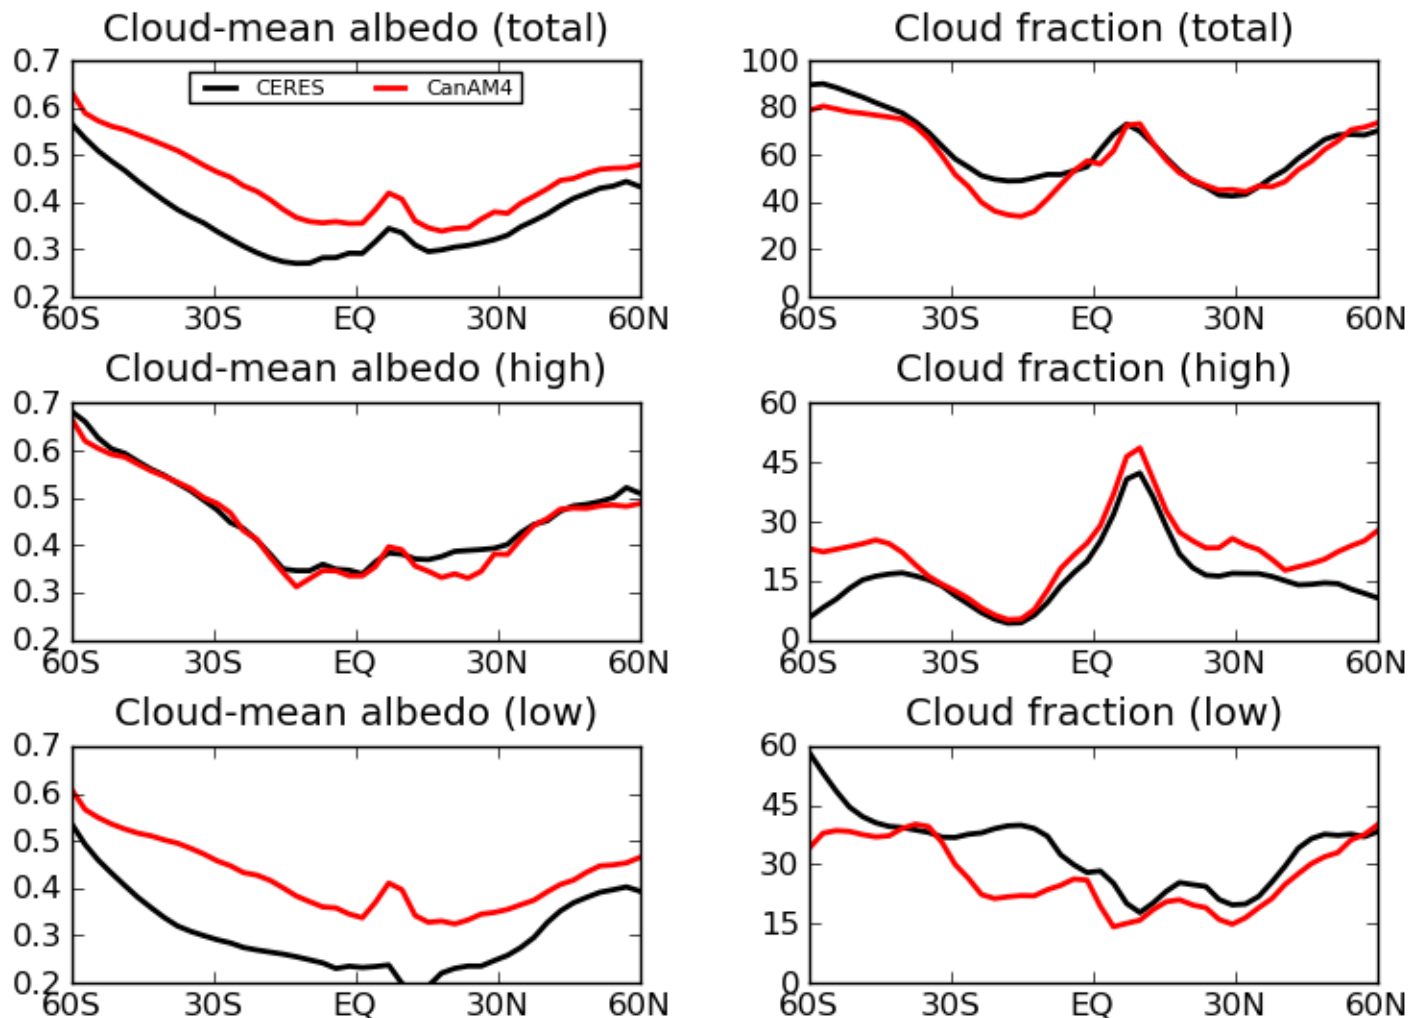 Cloud-mean albedo (total)
0.7
0.6
0.5
0.4
0.3
0.2
CERES CanAM4
60S 30S EQ 30N 60N
Cloud fraction (total)
100
80
60
40
20
0
60S 30S EQ 30N 60N
Cloud-mean albedo (high)
0.7
0.6
0.5
0.4
0.3
0.2
60S 30S EQ 30N 60N
Cloud fraction (high)
60
45
30
15
0
60S 30S EQ 30N 60N
Cloud-mean albedo (low)
0.7
0.6
0.5
0.4
0.3
0.2
60S 30S EQ 30N 60N
Cloud fraction (low)
60
45
30
15
0
60S 30S EQ 30N 60N